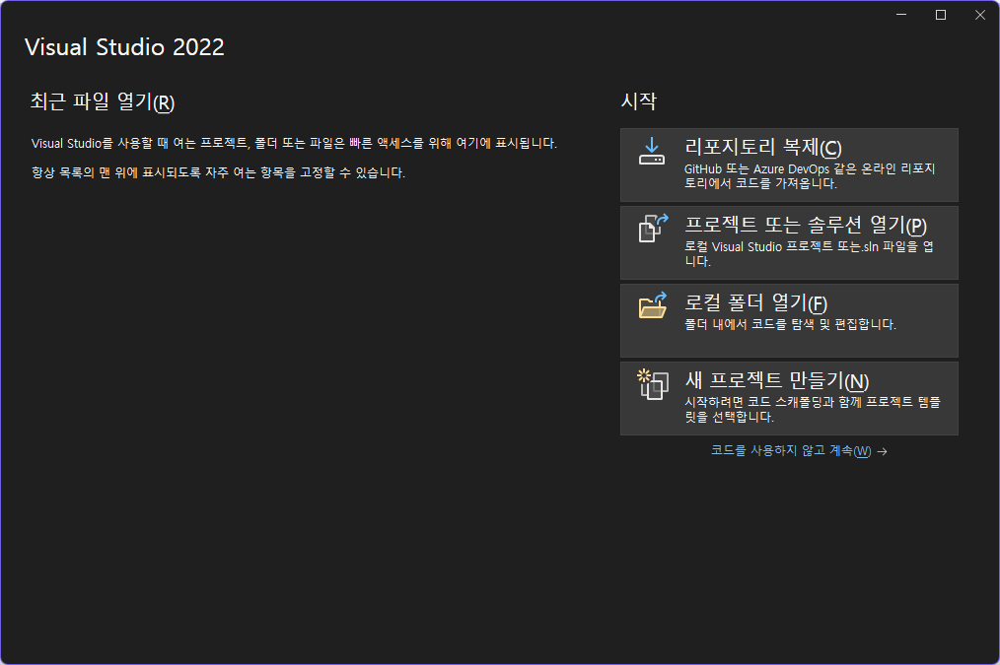 Visual Studio 2022
최근 파일 열기(R)
Visual Studio를 사용할 때 여는 프로젝트, 폴더 또는 파일은 빠른 액세스를 위해 여기에 표시됩니다.
항상 목록의 맨 위에 표시되도록 자주 여는 항목을 고정할 수 있습니다.
시작
리포지토리 복제(C)
GitHub 또는 Azure DevOps 같은 온라인 리포지
토리에서 코드를 가져옵니다.
프로젝트 또는 솔루션 열기(P)
로컬 Visual Studio 프로젝트 또는.sln 파일을 엽
니다.
로컬 폴더 열기(F)
폴더 내에서 코드를 탐색 및 편집합니다.
새 프로젝트 만들기(N)
시작하려면 코드 스캐폴딩과 함께 프로젝트 템플
릿을 선택합니다.
코드를 사용하지 않고 계속(W) →